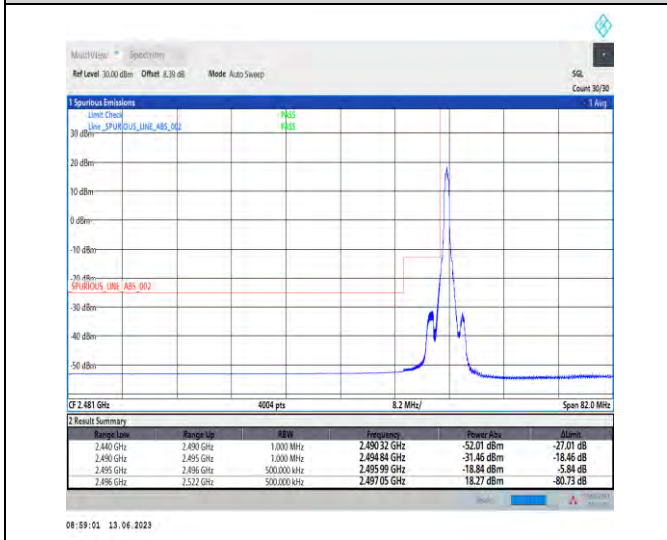 MultiView Spectrum
Ref Level 30.00 dBm Offset 8.39 dB Mode Auto Sweep SGL
Count 30/30
1 Spurious Emissions 1 Avg
Limit Check PASS
Line _SPURIOUS_LINE_ABS_002 PASS
30 dBm
20 dBm
10 dBm
0 dBm
-10 dBm
-20 dBm
SPURIOUS_LINE_ABS_002
-30 dBm
-40 dBm
-50 dBm
CF 2.481 GHz 4004 pts 8.2 MHz/ Span 82.0 MHz
2 Result Summary
Range Low Range Up RBW Frequency Power Abs ΔLimit
2.440 GHz 2.490 GHz 1.000 MHz 2.490 32 GHz -52.01 dBm -27.01 dB
2.490 GHz 2.495 GHz 1.000 MHz 2.494 84 GHz -31.46 dBm -18.46 dB
2.495 GHz 2.496 GHz 500.000 kHz 2.495 99 GHz -18.84 dBm -5.84 dB
2.496 GHz 2.522 GHz 500.000 kHz 2.497 05 GHz 18.27 dBm -80.73 dB
08:59:01 13.06.2023